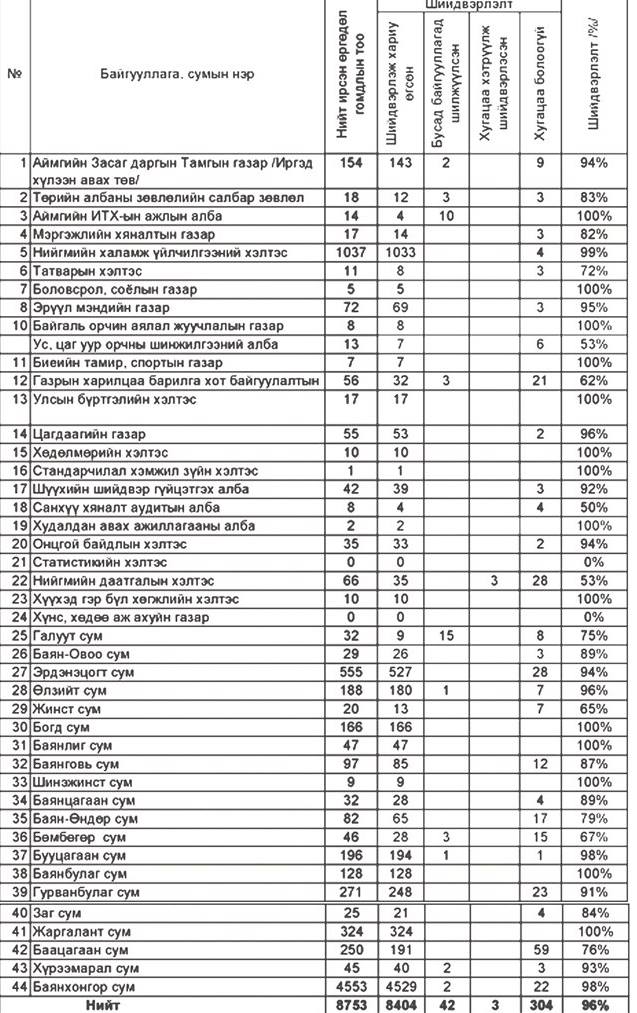 Шийдвэрлэлт
№ Байгууллага, сумын нэр Нийт ирсэн өргөдөл гомдлын тоо Шийдвэрлэж хариу өгсөн Бусад байгууллагад шилжүүлсэн Хугацаа хэтрүүлж шийдвэрлэсэн Хугацаа болоогүй Шийдвэрлэлт /%/
1 Аймгийн Засаг даргын Тамгын газар /Иргэд 154 143 2 9 94%
хүлээн авах төв/
2 Төрийн албаны зөвлөлийн салбар зөвлөл 18 12 3 3 83%
3 Аймгийн ИТХ-ын ажлын алба 14 4 10 100%
4 Мэргэжлийн хяналтын газар 17 14 3 82%
5 Нийгмийн халамж үйлчилгээний хэлтэс 1037 1033 4 99%
6 Татварын хэлтэс 11 8 3 72%
7 Боловсрол, соёлын газар 5 5 100%
8 Эрүүл мэндийн газар 72 69 3 95%
10 Байгаль орчин аялал жуучлалын газар 8 8 100%
Ус, цаг уур орчны шинжилгээний алба 13 7 6 53%
11 Биеийн тамир, спортын газар 7 7 100%
12 Газрын харилцаа барилга хот байгуулалтын 56 32 3 21 62%
13 Улсын бүртгэлийн хэлтэс 17 17 100%
14 Цагдаагийн газар 55 53 2 96%
15 Хөдөлмөрийн хэлтэс 10 10 100%
16 Стандарчилал хэмжил зүйн хэлтэс 1 1 100%
17 Шүүхийн шийдвэр гүйцэтгэх алба 42 39 3 92%
18 Санхүү хяналт аудитын алба 8 4 4 50%
19 Худалдан авах ажиллагааны алба 2 2 100%
20 Онцгой байдлын хэлтэс 35 33 2 94%
21 Статистикийн хэлтэс 0 0 0%
22 Нийгмийн даатгалын хэлтэс 66 35 3 28 53%
23 Хүүхэд гэр бүл хөгжлийн хэлтэс 10 10 100%
24 Хүнс, хөдөө аж ахуйн газар 0 0 0%
25 Галуут сум 32 9 15 8 75%
26 Баян-Овоо сум 29 26 3 89%
27 Эрдэнэцогт сум 555 527 28 94%
28 Өлзийт сум 188 180 1 7 96%
29 Жинст сум 20 13 7 65%
30 Богд сум 166 166 100%
31 Баянлиг сум 47 47 100%
32 Баянговь сум 97 85 12 87%
33 Шинэжинст сум 9 9 100%
34 Баянцагаан сум 32 28 4 89%
35 Баян-Өндөр сум 82 65 17 79%
36 Бөмбөгөр сум 46 28 3 15 67%
37 Бууцагаан сум 196 194 1 1 98%
38 Баянбулаг сум 128 128 100%
39 Гурванбулаг сум 271 248 23 91%
40 Заг сум 25 21 4 84%
41 Жаргалант сум 324 324 100%
42 Баацагаан сум 250 191 59 76%
43 Хүрээмарал сум 45 40 2 3 93%
44 Баянхонгор сум 4553 4529 2 22 98%
Нийт 8753 8404 42 3 304 96%